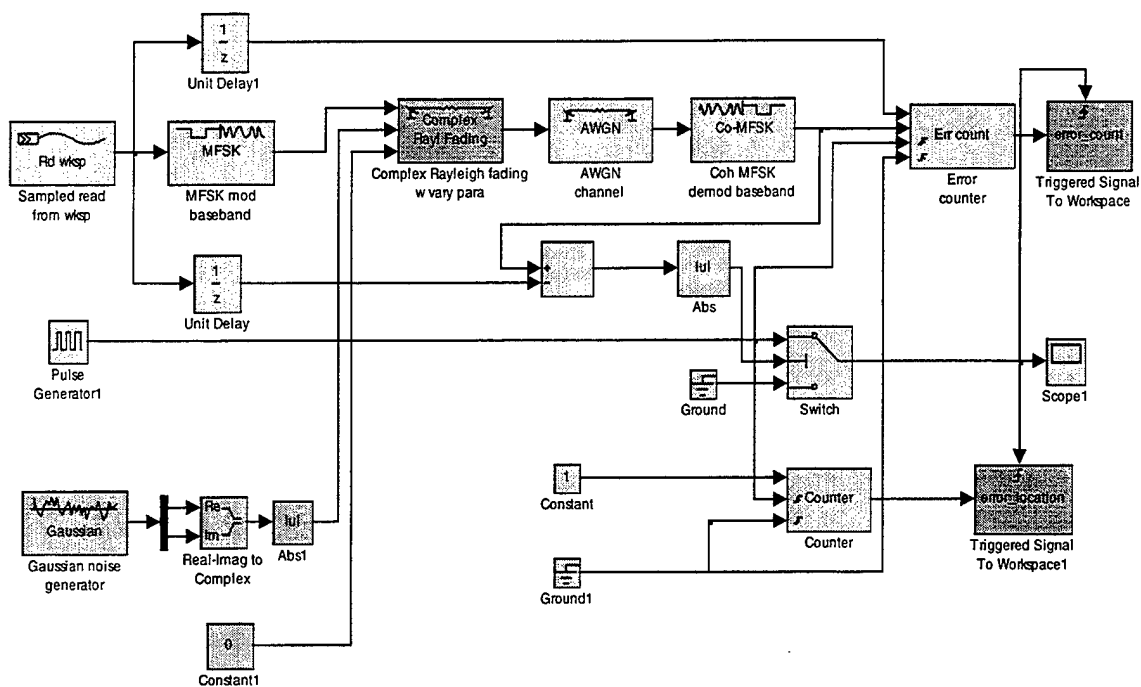 1
z
Unit Delay1
Rd wksp
Sampled read
from wksp
MFSK
MFSK mod
baseband
Complex
Rayl Fading
Complex Rayleigh fading
w vary para
AWGN
AWGN
channel
Co-MFSK
Coh MFSK
demod baseband
Err count
Error
counter
error_count
Triggered Signal
To Workspace
1
z
Unit Delay
+
-
|u|
Abs
Pulse
Generator1
Ground
Switch
Scope1
1
Constant
Counter
Counter
error_location
Triggered Signal
To Workspace1
Ground1
Gaussian
Gaussian noise
generator
Re
Im
Real-Imag to
Complex
|u|
Abs1
0
Constant1